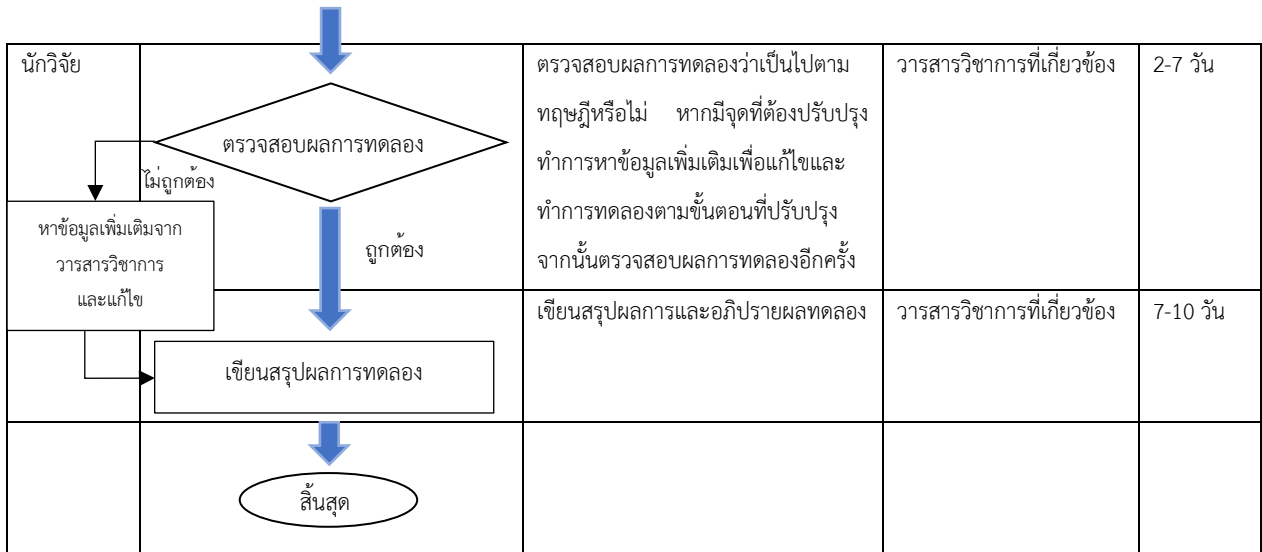 นักวิจัย
ตรวจสอบผลการทดลอง
ไม่ถูกต้อง
หาข้อมูลเพิ่มเติมจาก
วารสารวิชาการ
และแก้ไข
ถูกต้อง
ตรวจสอบผลการทดลองว่าเป็นไปตาม
ทฤษฎีหรือไม่ หากมีจุดที่ต้องปรับปรุง
ทำการหาข้อมูลเพิ่มเติมเพื่อแก้ไขและ
ทำการทดลองตามขั้นตอนที่ปรับปรุง
จากนั้นตรวจสอบผลการทดลองอีกครั้ง
วารสารวิชาการที่เกี่ยวข้อง
2-7 วัน
เขียนสรุปผลการทดลอง
เขียนสรุปผลการและอภิปรายผลทดลอง
วารสารวิชาการที่เกี่ยวข้อง
7-10 วัน
สิ้นสุด